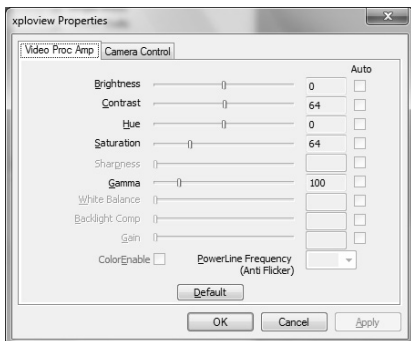 xploview Properties
Video Proc Amp Camera Control
Auto
Brightness 0
Contrast 64
Hue 0
Saturation 64
Sharpness
Gamma 100
White Balance
Backlight Comp
Gain
ColorEnable PowerLine Frequency
(Anti Flicker)
Default
OK Cancel Apply